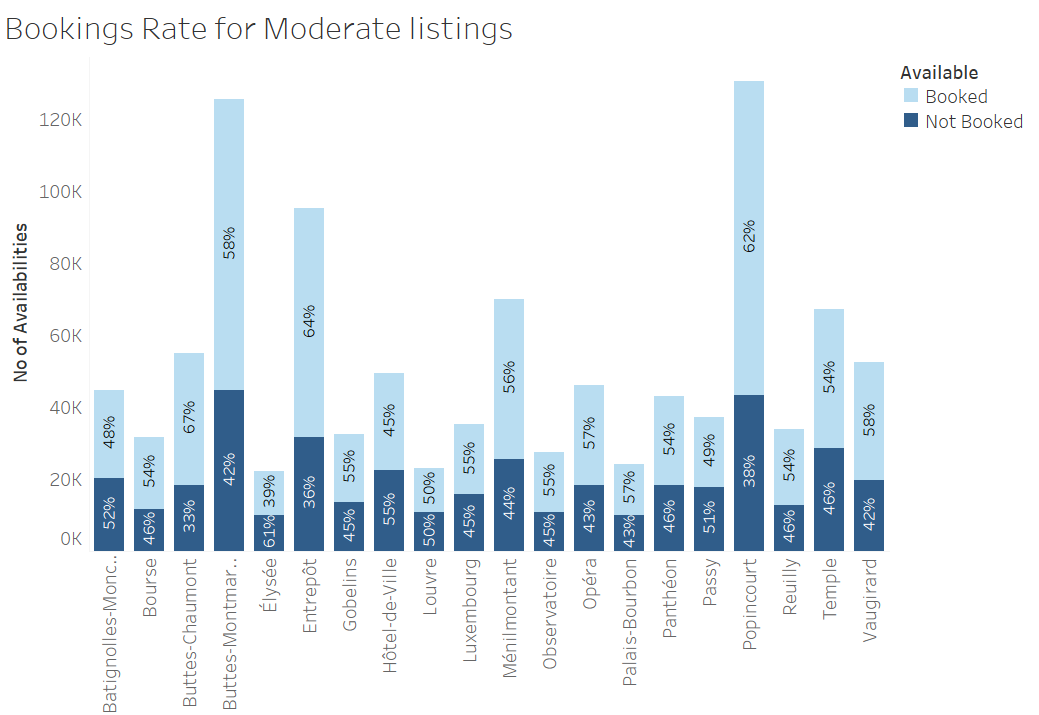 Bookings Rate for Moderate listings
Available
Booked
Not Booked
No of Availabilities
120K
100K
80K
60K
40K
20K
0K
48%
52%
54%
46%
67%
33%
58%
42%
39%
61%
64%
36%
55%
45%
45%
55%
50%
50%
55%
45%
56%
44%
55%
45%
57%
43%
57%
43%
54%
46%
49%
51%
62%
38%
54%
46%
54%
46%
58%
42%
Batignolles-Monc..
Bourse
Buttes-Chaumont
Buttes-Montmar..
Élysée
Entrepôt
Gobelins
Hôtel-de-Ville
Louvre
Luxembourg
Ménilmontant
Observatoire
Opéra
Palais-Bourbon
Panthéon
Passy
Popincourt
Reuilly
Temple
Vaugirard